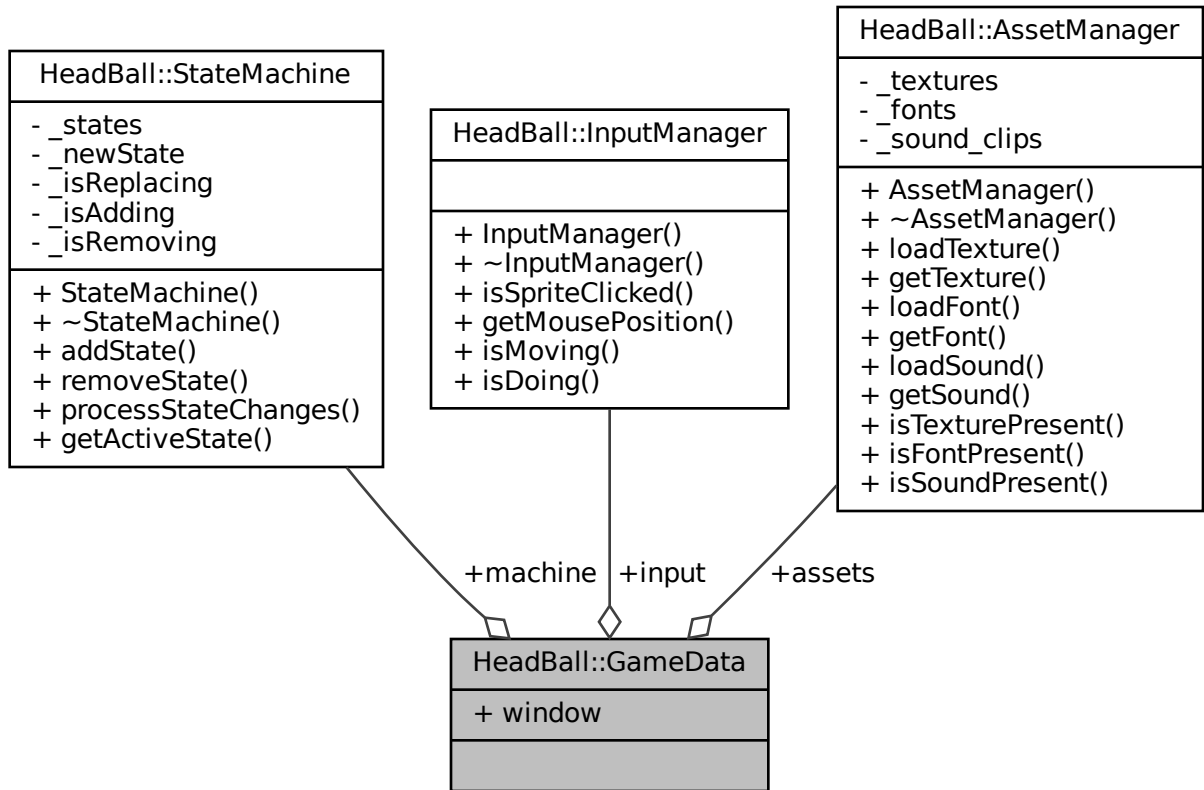 HeadBall::StateMachine
- _states
- _newState
- _isReplacing
- _isAdding
- _isRemoving
+ StateMachine()
+ ~StateMachine()
+ addState()
+ removeState()
+ processStateChanges()
+ getActiveState()
HeadBall::InputManager
+ InputManager()
+ ~InputManager()
+ isSpriteClicked()
+ getMousePosition()
+ isMoving()
+ isDoing()
HeadBall::AssetManager
- _textures
- _fonts
- _sound_clips
+ AssetManager()
+ ~AssetManager()
+ loadTexture()
+ getTexture()
+ loadFont()
+ getFont()
+ loadSound()
+ getSound()
+ isTexturePresent()
+ isFontPresent()
+ isSoundPresent()
+machine
+input
+assets
HeadBall::GameData
+ window